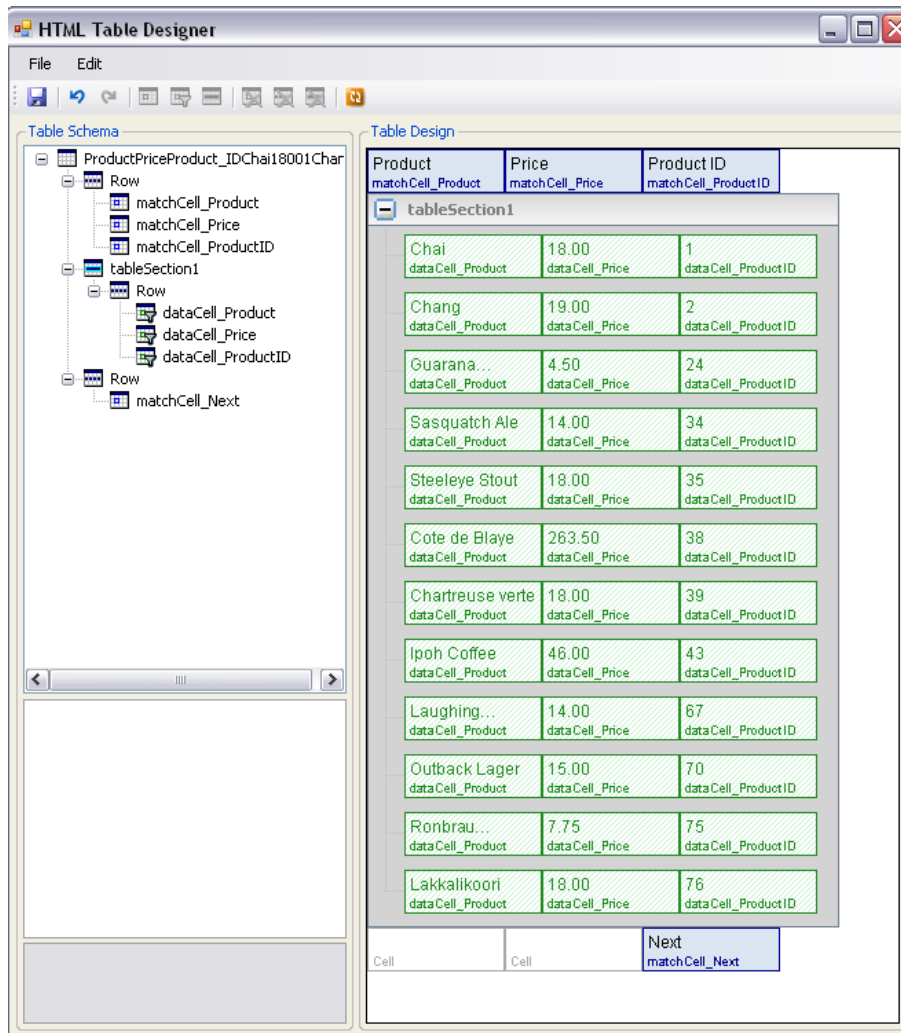 HTML Table Designer
File Edit
Table Schema
ProductPriceProduct_IDChai18001Char
Row
matchCell_Product
matchCell_Price
matchCell_ProductID
tableSection1
Row
dataCell_Product
dataCell_Price
dataCell_ProductID
Row
matchCell_Next
Table Design
Product Price Product ID
matchCell_Product matchCell_Price matchCell_ProductID
tableSection1
Chai 18.00 1
dataCell_Product dataCell_Price dataCell_ProductID
Chang 19.00 2
dataCell_Product dataCell_Price dataCell_ProductID
Guarana... 4.50 24
dataCell_Product dataCell_Price dataCell_ProductID
Sasquatch Ale 14.00 34
dataCell_Product dataCell_Price dataCell_ProductID
Steeleye Stout 18.00 35
dataCell_Product dataCell_Price dataCell_ProductID
Cote de Blaye 263.50 38
dataCell_Product dataCell_Price dataCell_ProductID
Chartreuse verte 18.00 39
dataCell_Product dataCell_Price dataCell_ProductID
Ipoh Coffee 46.00 43
dataCell_Product dataCell_Price dataCell_ProductID
Laughing... 14.00 67
dataCell_Product dataCell_Price dataCell_ProductID
Outback Lager 15.00 70
dataCell_Product dataCell_Price dataCell_ProductID
Ronbrau... 7.75 75
dataCell_Product dataCell_Price dataCell_ProductID
Lakkalikoori 18.00 76
dataCell_Product dataCell_Price dataCell_ProductID
Next
Cell Cell matchCell_Next